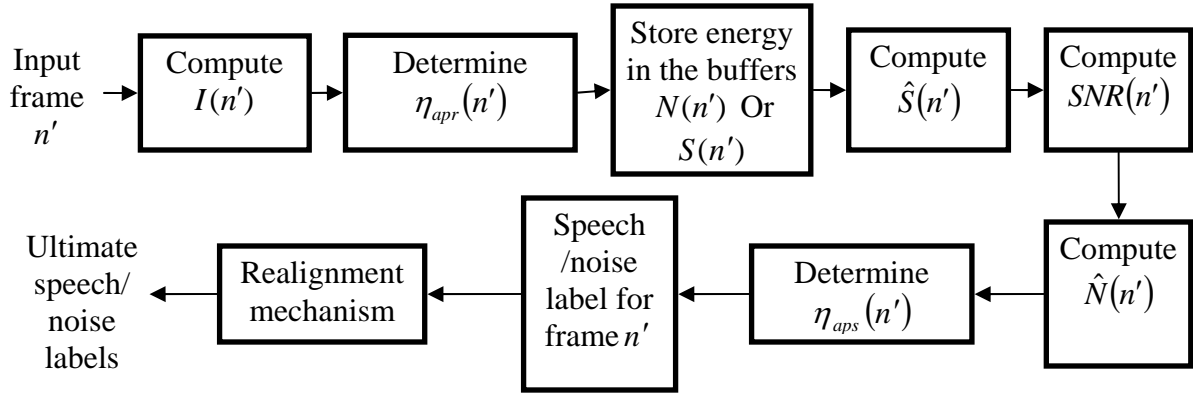 Input
frame
n′
Compute
I(n′)
Determine
η_apr(n′)
Store energy
in the buffers
N(n′) Or
S(n′)
Compute
Ŝ(n′)
Compute
SNR(n′)
Compute
N̂(n′)
Determine
η_aps(n′)
Speech
/noise
label for
frame n′
Realignment
mechanism
Ultimate
speech/
noise
labels